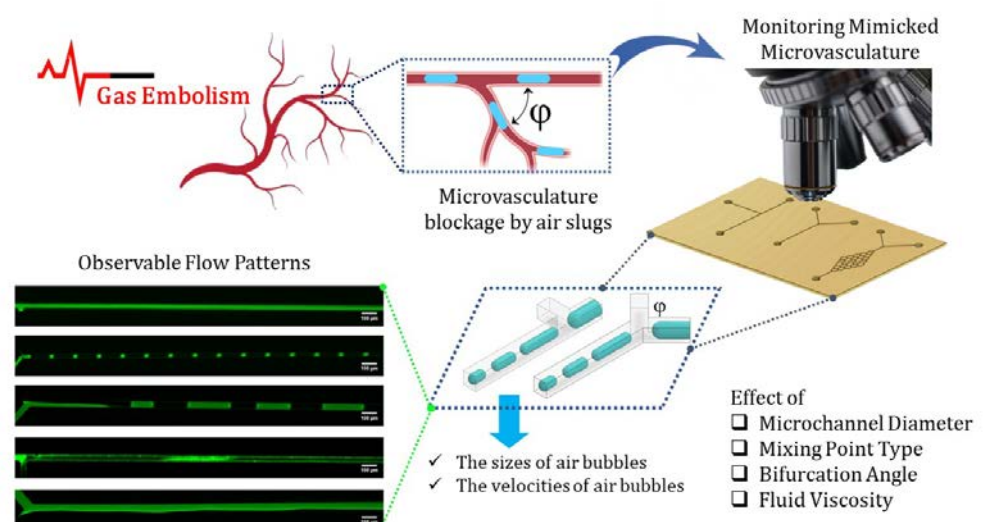 Monitoring Mimicked
Microvasculature
Gas Embolism
φ
Microvasculature
blockage by air slugs
Observable Flow Patterns
100 µm
100 µm
100 µm
100 µm
φ
✓ The sizes of air bubbles
✓ The velocities of air bubbles
Effect of
❑ Microchannel Diameter
❑ Mixing Point Type
❑ Bifurcation Angle
❑ Fluid Viscosity